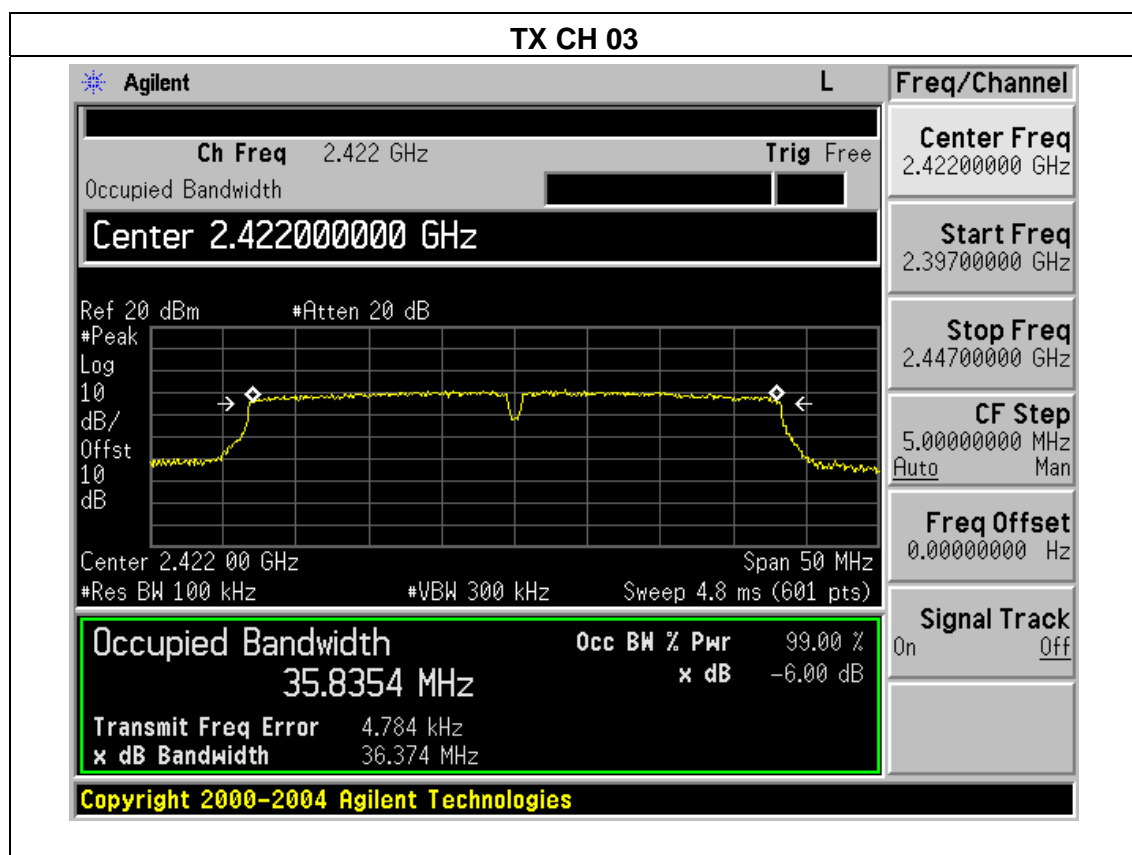 TX CH 03
Agilent L Freq/Channel
Ch Freq 2.422 GHz Trig Free
Occupied Bandwidth
Center 2.422000000 GHz
Ref 20 dBm #Atten 20 dB
#Peak
Log
10
dB/
Offst
10
dB
Center 2.422 00 GHz Span 50 MHz
#Res BW 100 kHz #VBW 300 kHz Sweep 4.8 ms (601 pts)
Occupied Bandwidth Occ BW % Pwr 99.00 %
35.8354 MHz x dB -6.00 dB
Transmit Freq Error 4.784 kHz
x dB Bandwidth 36.374 MHz
Center Freq
2.42200000 GHz
Start Freq
2.39700000 GHz
Stop Freq
2.44700000 GHz
CF Step
5.00000000 MHz
Auto Man
Freq Offset
0.00000000 Hz
Signal Track
On Off
Copyright 2000-2004 Agilent Technologies